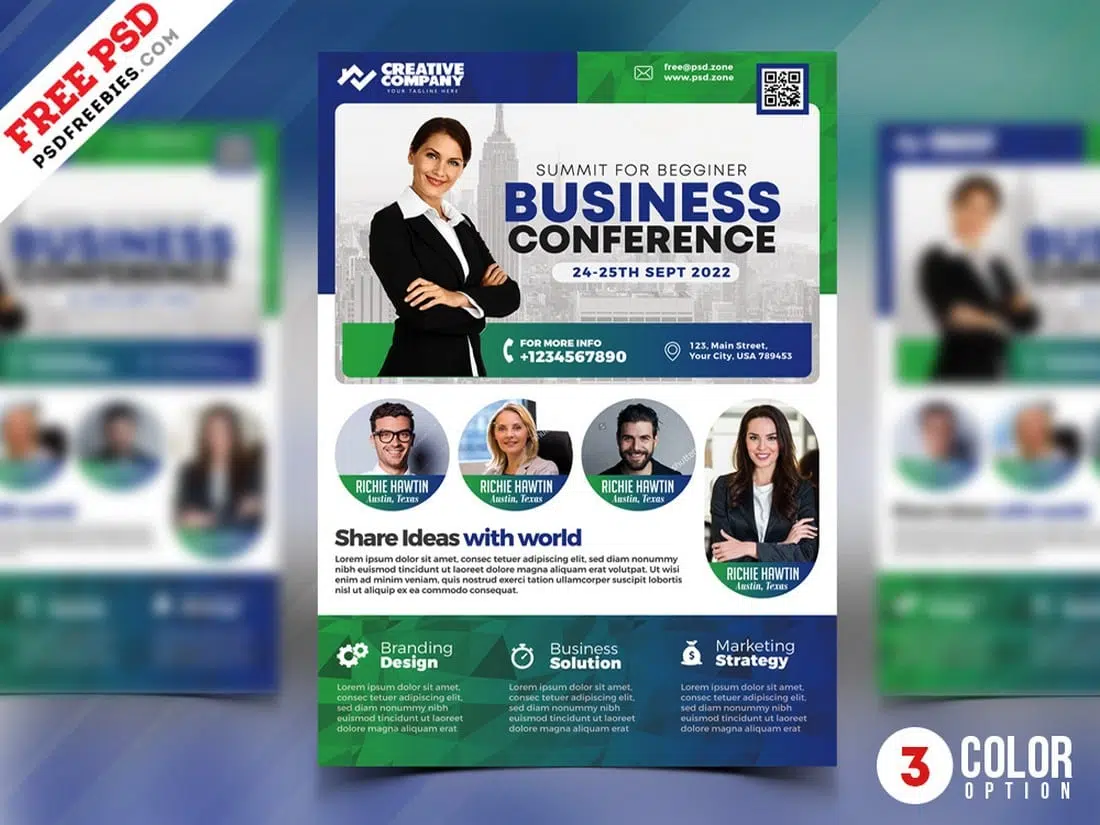 FREE PSD
PSDFREEBIES.COM
CREATIVE
COMPANY
YOUR TAGLINE HERE
free@psd.zone
www.psd.zone
SUMMIT FOR BEGGINER
BUSINESS
CONFERENCE
24-25TH SEPT 2022
FOR MORE INFO
+1234567890
123, Main Street,
Your City, USA 789453
RICHIE HAWTIN
Austin, Texas
RICHIE HAWTIN
Austin, Texas
RICHIE HAWTIN
Austin, Texas
RICHIE HAWTIN
Austin, Texas
Share Ideas with world
Lorem ipsum dolor sit amet, consec tetuer adipiscing elit, sed diam nonummy
nibh euismod tincidunt ut laoreet dolore magna aliquam erat volutpat. Ut wisi
enim ad minim veniam, quis nostrud exerci tation ullamcorper suscipit lobortis
nisl ut aliquip ex ea commodo consequat.
Branding
Design
Lorem ipsum dolor sit amet,
consec tetuer adipiscing elit,
sed diam nonummy nibh
euismod tincidunt ut laoreet
dolore magna aliquam erat
Business
Solution
Lorem ipsum dolor sit amet,
consec tetuer adipiscing elit,
sed diam nonummy nibh
euismod tincidunt ut laoreet
dolore magna aliquam erat
Marketing
Strategy
Lorem ipsum dolor sit amet,
consec tetuer adipiscing elit,
sed diam nonummy nibh
euismod tincidunt ut laoreet
dolore magna aliquam erat
3 COLOR
OPTION